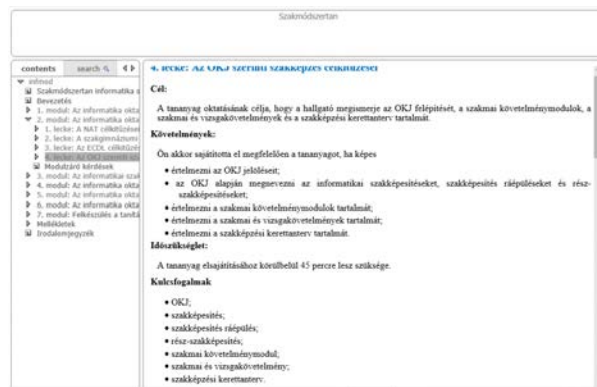 Szakmódszertan
contents search
infmod
Szakmódszertan informatika s
Bevezetés
1. modul: Az informatika okta
2. modul: Az informatika okta
1. lecke: A NAT célkitűzései
2. lecke: A szakgimnáziumi
3. lecke: Az ECDL célkitűzés
4. lecke: Az OKJ szerinti sza
Modulzáró kérdések
3. modul: Az informatikai szak
4. modul: Az informatika okta
5. modul: Az informatika okta
6. modul: Az informatika okta
7. modul: Felkészülés a tanítá
Mellékletek
Irodalomjegyzék
4. lecke: Az OKJ szerinti szakképzés célkitűzései
Cél:
A tananyag oktatásának célja, hogy a hallgató megismerje az OKJ felépítését, a szakmai követelménymodulok, a
szakmai és vizsgakövetelmények és a szakképzési kerettanterv tartalmát.
Követelmények:
Ön akkor sajátította el megfelelően a tananyagot, ha képes
• értelmezni az OKJ jelöléseit;
• az OKJ alapján megnevezni az informatikai szakképesítéseket, szakképesítés ráépüléseket és rész-
szakképesítéseket;
• értelmezni a szakmai követelménymodulok tartalmát;
• értelmezni a szakmai és vizsgakövetelmények tartalmát;
• értelmezni a szakképzési kerettanterv tartalmát.
Időszükséglet:
A tananyag elsajátításához körülbelül 45 percre lesz szüksége.
Kulcsfogalmak
• OKJ;
• szakképesítés;
• szakképesítés ráépülés;
• rész-szakképesítés;
• szakmai követelménymodul;
• szakmai és vizsgakövetelmény;
• szakképzési kerettanterv.